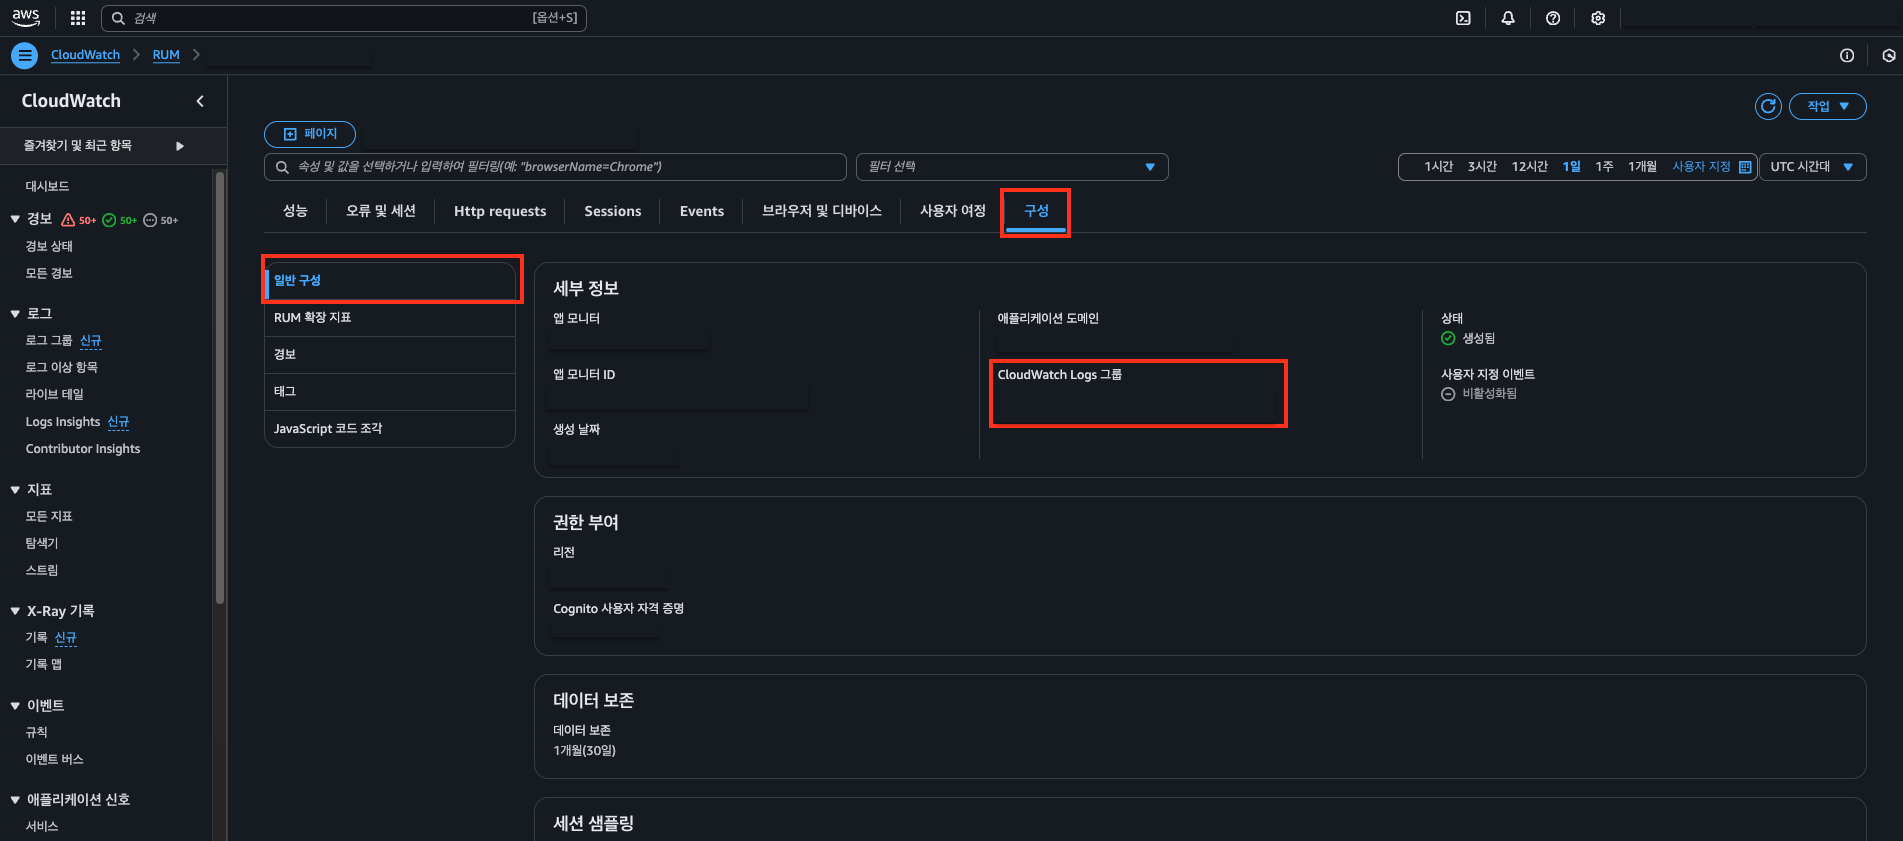 aws
검색
[옵션+S]
CloudWatch
RUM
CloudWatch
즐겨찾기 및 최근 항목
대시보드
경보 50+ 50+ 50+
경보 상태
모든 경보
로그
로그 그룹 신규
로그 이상 항목
라이브 테일
Logs Insights 신규
Contributor Insights
지표
모든 지표
탐색기
스트림
X-Ray 기록
기록 신규
기록 맵
이벤트
규칙
이벤트 버스
애플리케이션 신호
서비스
작업
페이지
속성 및 값을 선택하거나 입력하여 필터링(예: "browserName=Chrome")
필터 선택
1시간 3시간 12시간 1일 1주 1개월 사용자 지정
UTC 시간대
성능 오류 및 세션 Http requests Sessions Events 브라우저 및 디바이스 사용자 여정 구성
일반 구성
RUM 확장 지표
경보
태그
JavaScript 코드 조각
세부 정보
앱 모니터
앱 모니터 ID
생성 날짜
애플리케이션 도메인
CloudWatch Logs 그룹
상태
생성됨
사용자 지정 이벤트
비활성화됨
권한 부여
리전
Cognito 사용자 자격 증명
데이터 보존
데이터 보존
1개월(30일)
세션 샘플링